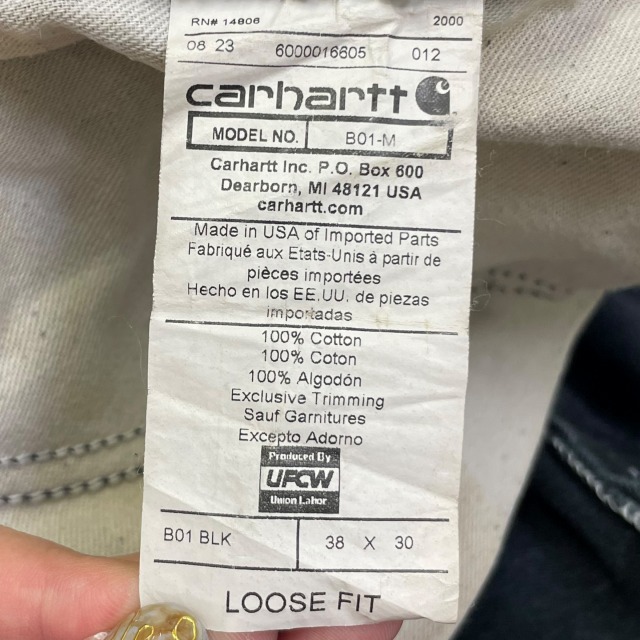 RN# 14806 2000
08 23 6000016605 012
carhartt
MODEL NO. B01-M
Carhartt Inc. P.O. Box 600
Dearborn, MI 48121 USA
carhartt.com
Made in USA of Imported Parts
Fabriqué aux Etats-Unis à partir de
pièces importées
Hecho en los EE.UU. de piezas
importadas
100% Cotton
100% Coton
100% Algodón
Exclusive Trimming
Sauf Garnitures
Excepto Adorno
Produced By
UFCW
Union Labor
B01 BLK 38 X 30
LOOSE FIT